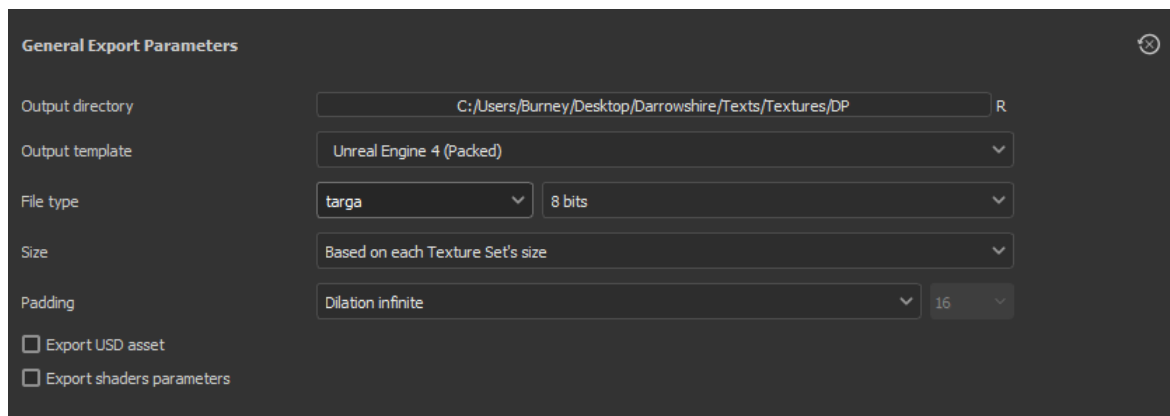 General Export Parameters
Output directory C:/Users/Burney/Desktop/Darrowshire/Texts/Textures/DP R
Output template Unreal Engine 4 (Packed)
File type targa 8 bits
Size Based on each Texture Set's size
Padding Dilation infinite 16
Export USD asset
Export shaders parameters